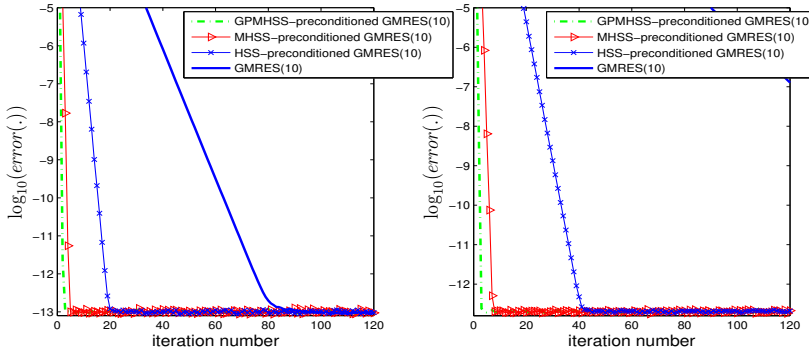 GPMHSS−preconditioned GMRES(10)
MHSS−preconditioned GMRES(10)
HSS−preconditioned GMRES(10)
GMRES(10)
−5
−6
−7
−8
−9
−10
−11
−12
−13
0 20 40 60 80 100 120
iteration number
log10(error(.))
GPMHSS−preconditioned GMRES(10)
MHSS−preconditioned GMRES(10)
HSS−preconditioned GMRES(10)
GMRES(10)
−5
−6
−7
−8
−9
−10
−11
−12
0 20 40 60 80 100 120
iteration number
log10(error(.))